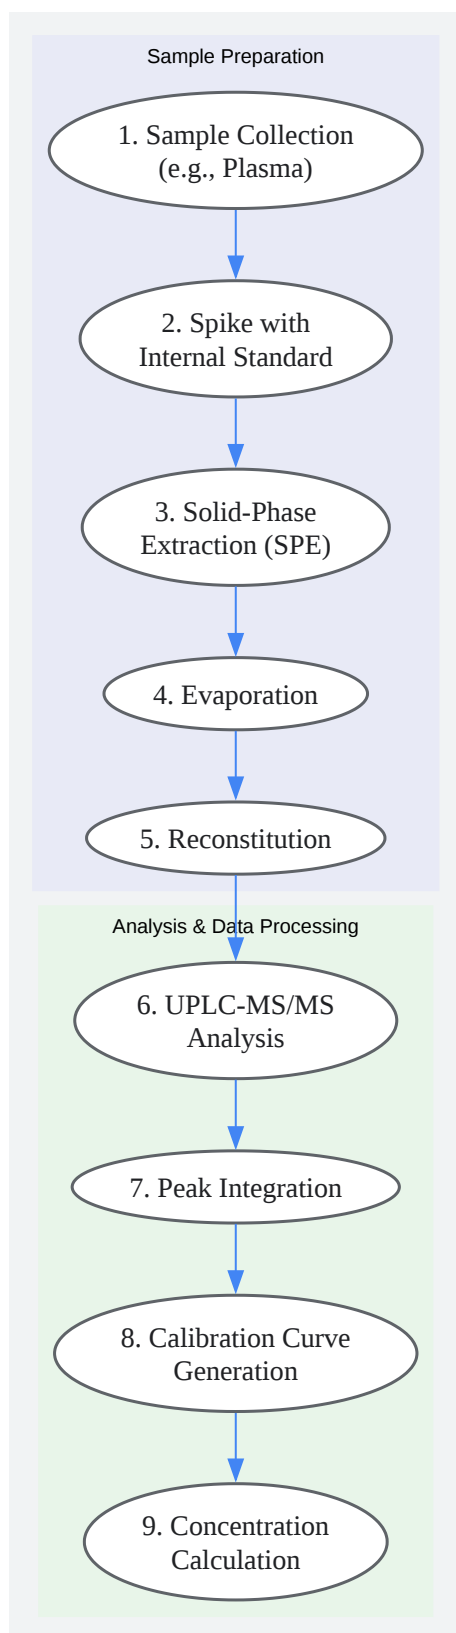 Sample Preparation
1. Sample Collection
(e.g., Plasma)
2. Spike with
Internal Standard
3. Solid-Phase
Extraction (SPE)
4. Evaporation
5. Reconstitution
Analysis & Data Processing
6. UPLC-MS/MS
Analysis
7. Peak Integration
8. Calibration Curve
Generation
9. Concentration
Calculation